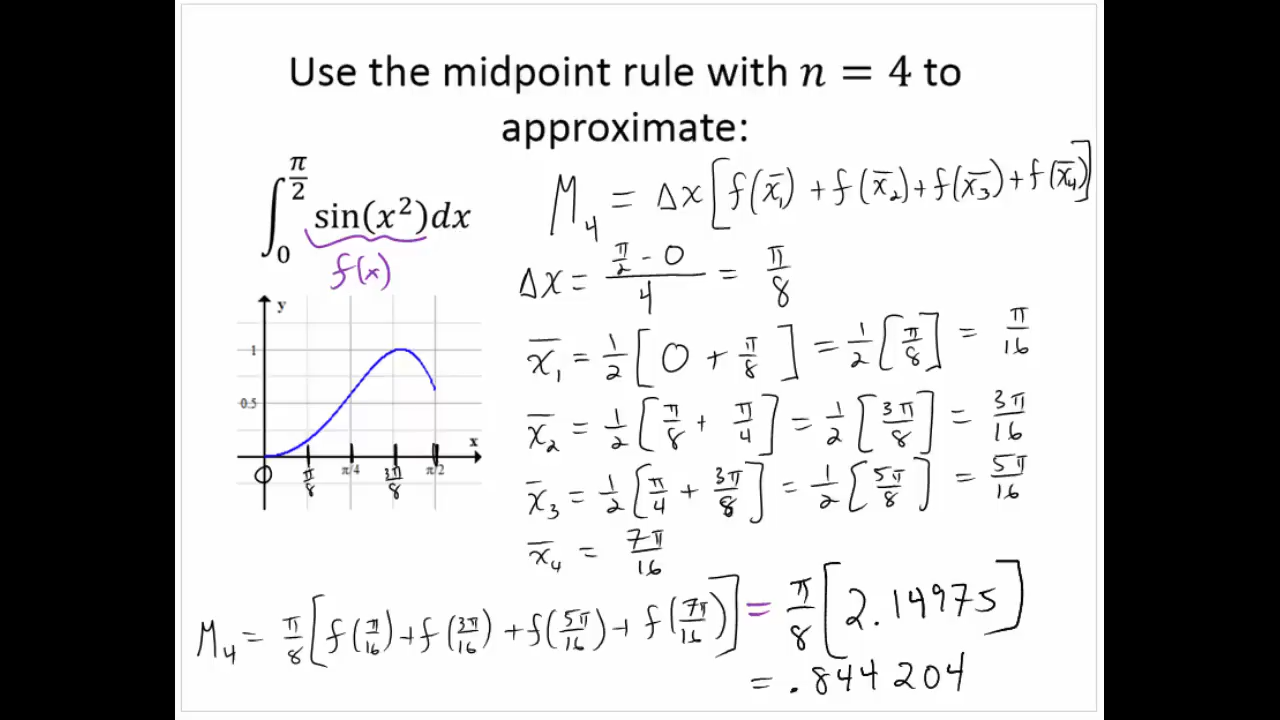 Use the midpoint rule with n = 4 to
approximate:
∫₀^(π/2) sin(x²)dx
f(x)
M₄ = Δx[f(x̄₁) + f(x̄₂) + f(x̄₃) + f(x̄₄)]
Δx = (π/2 - 0)/4 = π/8
x̄₁ = 1/2[0 + π/8] = 1/2[π/8] = π/16
x̄₂ = 1/2[π/8 + π/4] = 1/2[3π/8] = 3π/16
x̄₃ = 1/2[π/4 + 3π/8] = 1/2[5π/8] = 5π/16
x̄₄ = 7π/16
y
1
0.5
x
0 π/8 π/4 3π/8 π/2
M₄ = π/8[f(π/16) + f(3π/16) + f(5π/16) + f(7π/16)] = π/8[2.14975]
= .844204